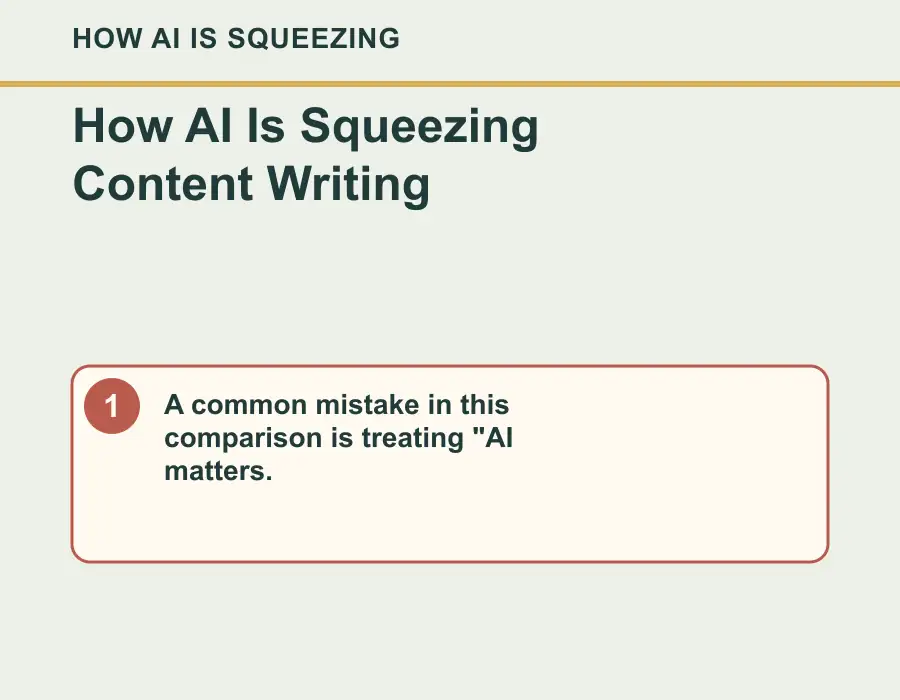 HOW AI IS SQUEEZING
How AI Is Squeezing
Content Writing
1
A common mistake in this
comparison is treating "AI
matters.